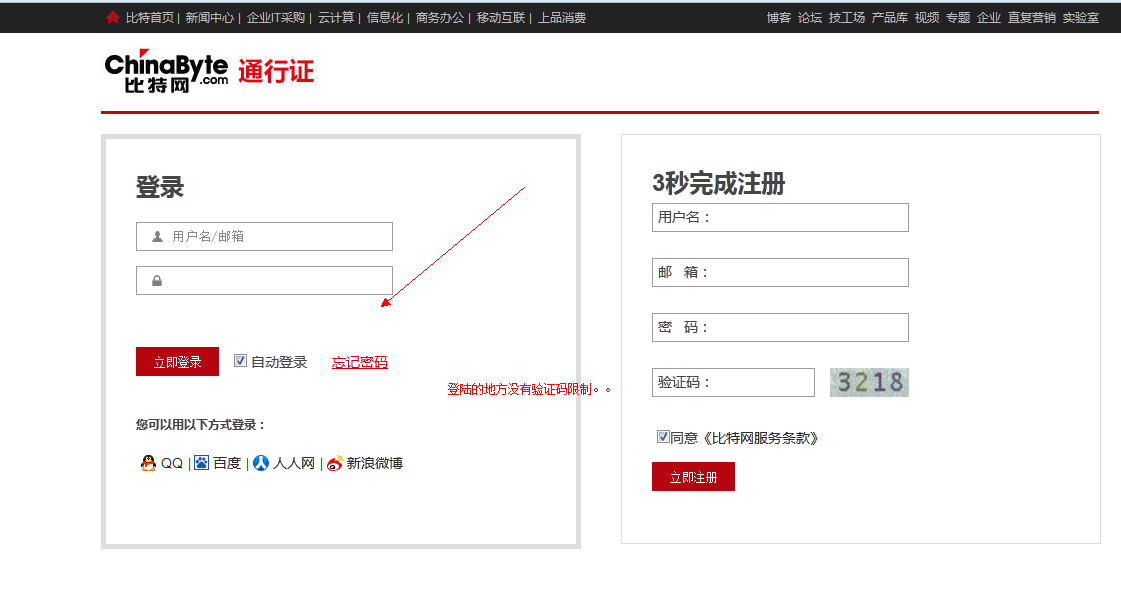 比特首页 | 新闻中心 | 企业IT采购 | 云计算 | 信息化 | 商务办公 | 移动互联 | 上品消费 博客 论坛 技工场 产品库 视频 专题 企业 直复营销 实验室
ChinaByte
比特网.com 通行证
登录
用户名/邮箱
立即登录 自动登录 忘记密码
登陆的地方没有验证码限制。。
您可以用以下方式登录：
QQ | 百度 | 人人网 | 新浪微博
3秒完成注册
用户名：
邮 箱：
密 码：
验证码： 3218
同意《比特网服务条款》
立即注册